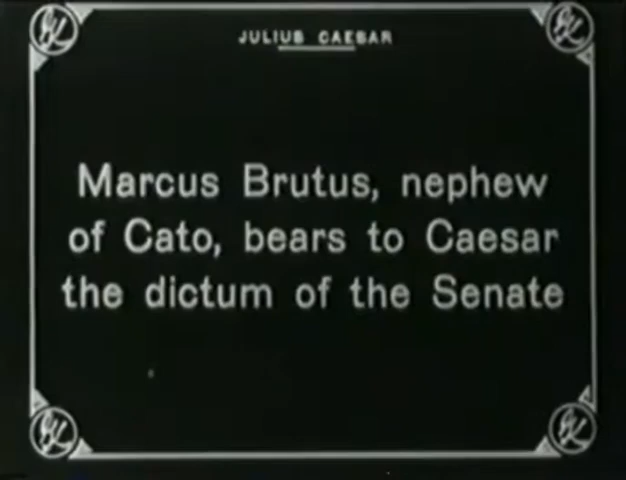 JULIUS CAESAR
Marcus Brutus, nephew
of Cato, bears to Caesar
the dictum of the Senate